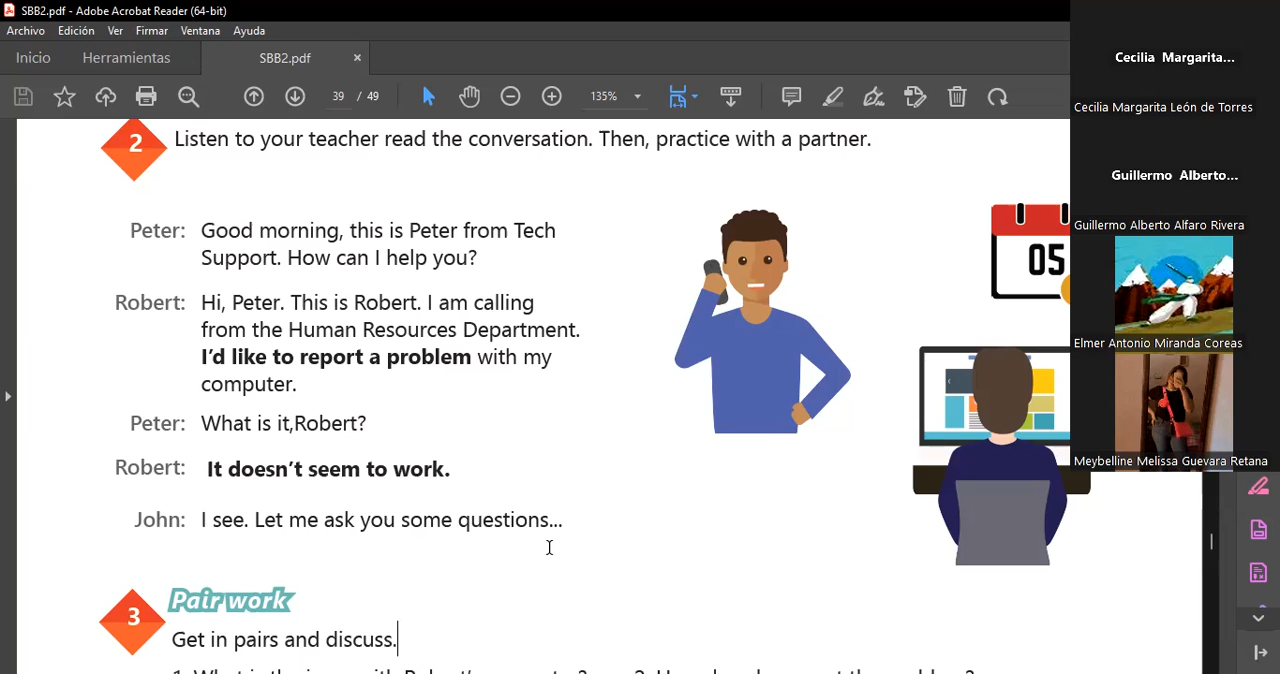 SBB2.pdf - Adobe Acrobat Reader (64-bit)
Archivo Edición Ver Firmar Ventana Ayuda
Inicio Herramientas SBB2.pdf ×
39 / 49 135%
2 Listen to your teacher read the conversation. Then, practice with a partner.
Peter: Good morning, this is Peter from Tech
Support. How can I help you?
Robert: Hi, Peter. This is Robert. I am calling
from the Human Resources Department.
I'd like to report a problem with my
computer.
Peter: What is it,Robert?
Robert: It doesn't seem to work.
John: I see. Let me ask you some questions...
05
3 Pair work
Get in pairs and discuss.
Cecilia Margarita...
Cecilia Margarita León de Torres
Guillermo Alberto...
Guillermo Alberto Alfaro Rivera
Elmer Antonio Miranda Coreas
Meybelline Melissa Guevara Retana